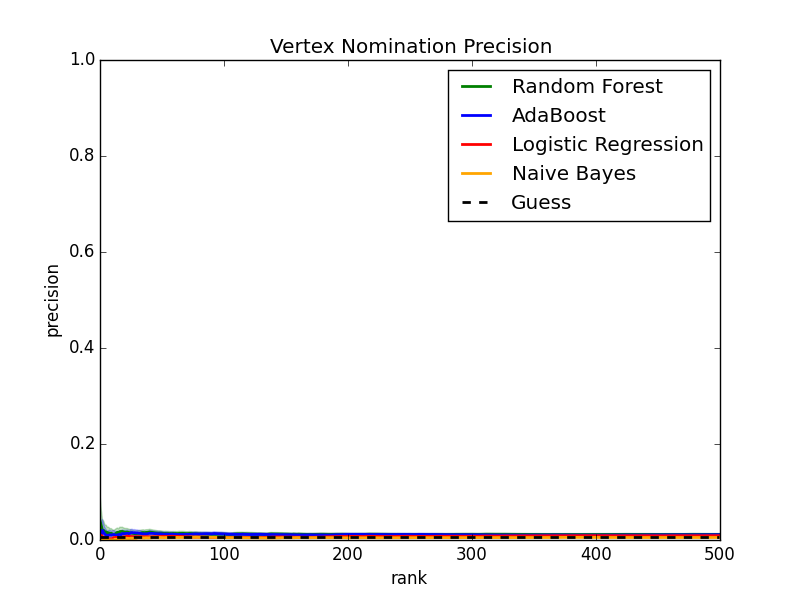 Vertex Nomination Precision
1.0
0.8
0.6
0.4
0.2
0.0
precision
Random Forest
AdaBoost
Logistic Regression
Naive Bayes
Guess
0 100 200 300 400 500
rank